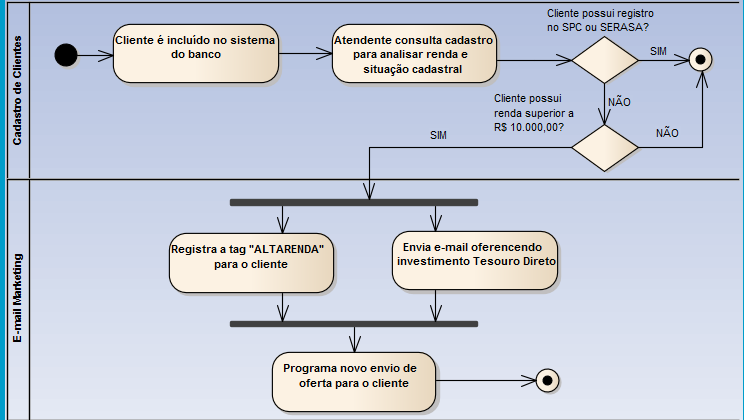 Cadastro de Clientes
Cliente é incluído no sistema
do banco
Atendente consulta cadastro
para analisar renda e
situação cadastral
Cliente possui registro
no SPC ou SERASA?
SIM
NÃO
Cliente possui
renda superior a
R$ 10.000,00?
NÃO
SIM
E-mail Marketing
Registra a tag "ALTARENDA"
para o cliente
Envia e-mail oferencendo
investimento Tesouro Direto
Programa novo envio de
oferta para o cliente